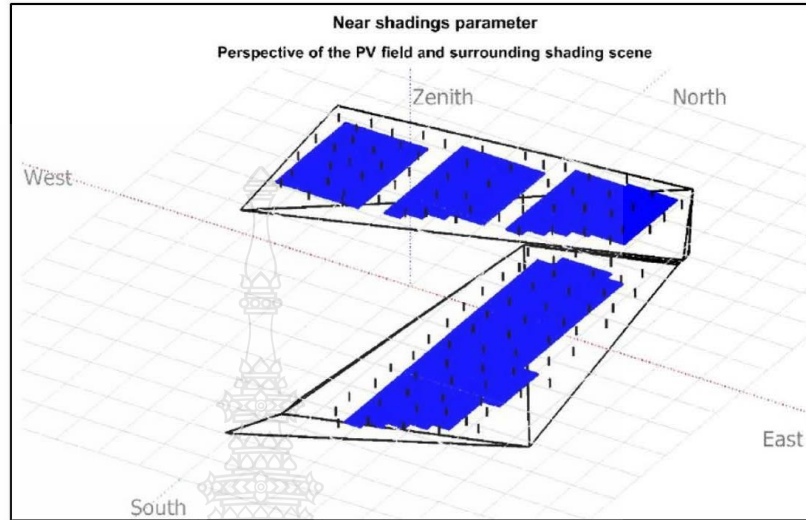 Near shadings parameter
Perspective of the PV field and surrounding shading scene
Zenith
North
West
East
South